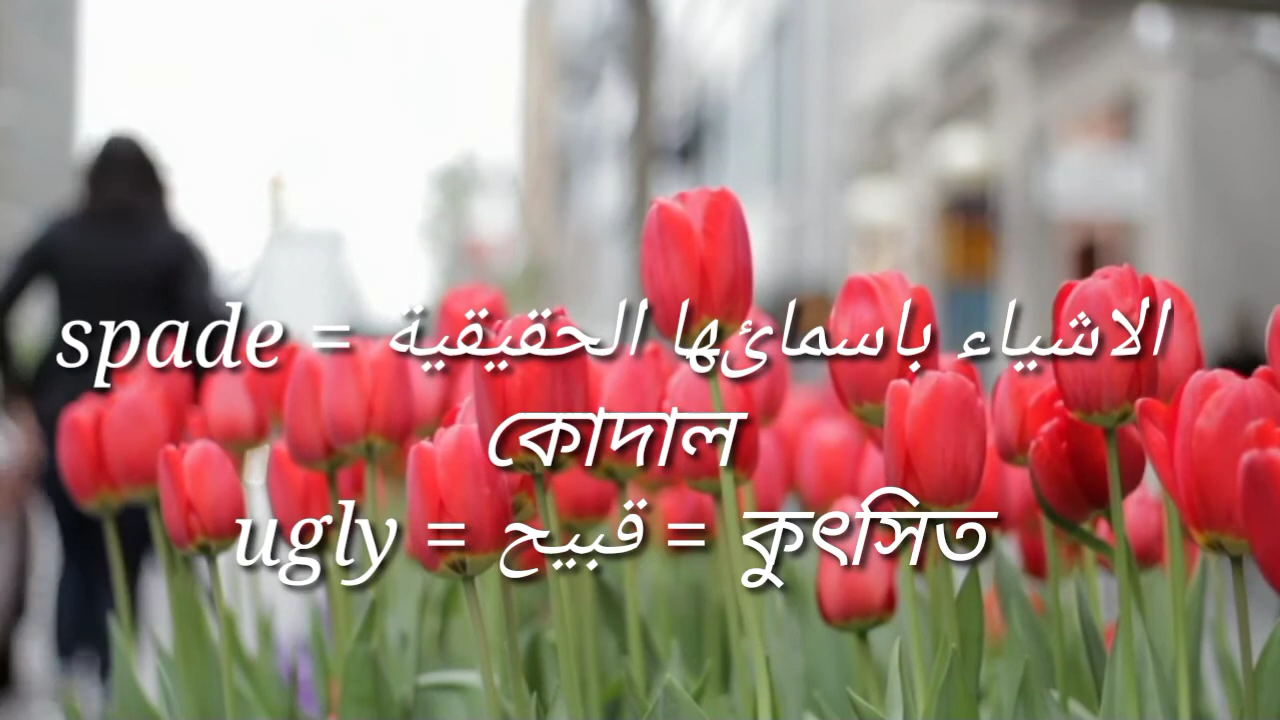 spade = الاشياء باسمائها الحقيقية
কোদাল
ugly = قبيح = কুৎসিত